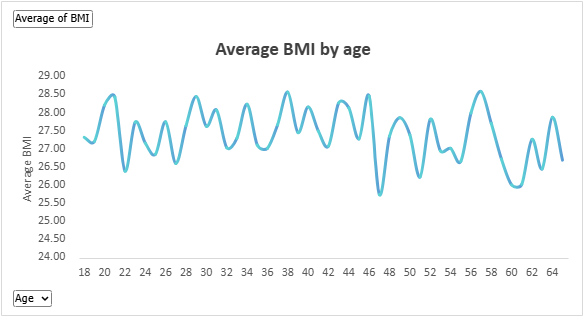 Average of BMI
Average BMI by age
29.00
28.50
28.00
27.50
27.00
26.50
26.00
25.50
25.00
24.50
24.00
Average BMI
18 20 22 24 26 28 30 32 34 36 38 40 42 44 46 48 50 52 54 56 58 60 62 64
Age